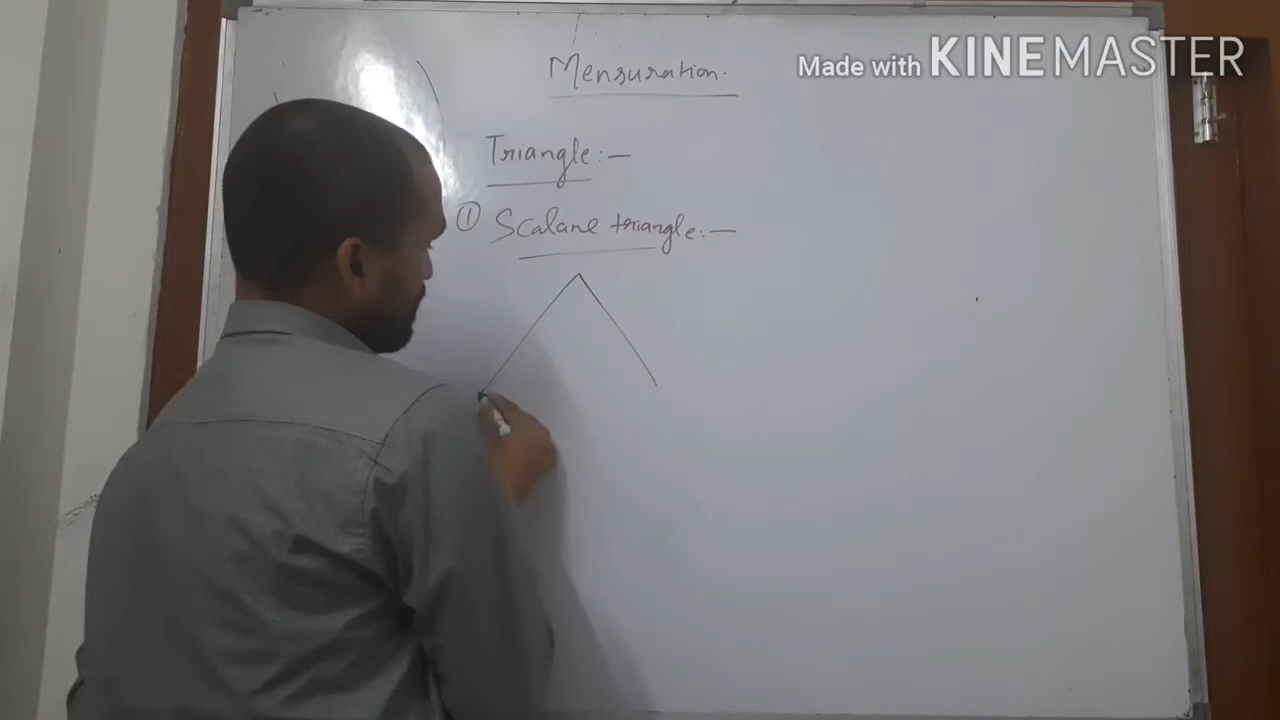 Mensuration.
Made with KINEMASTER
Triangle:—
① Scalane triangle:—